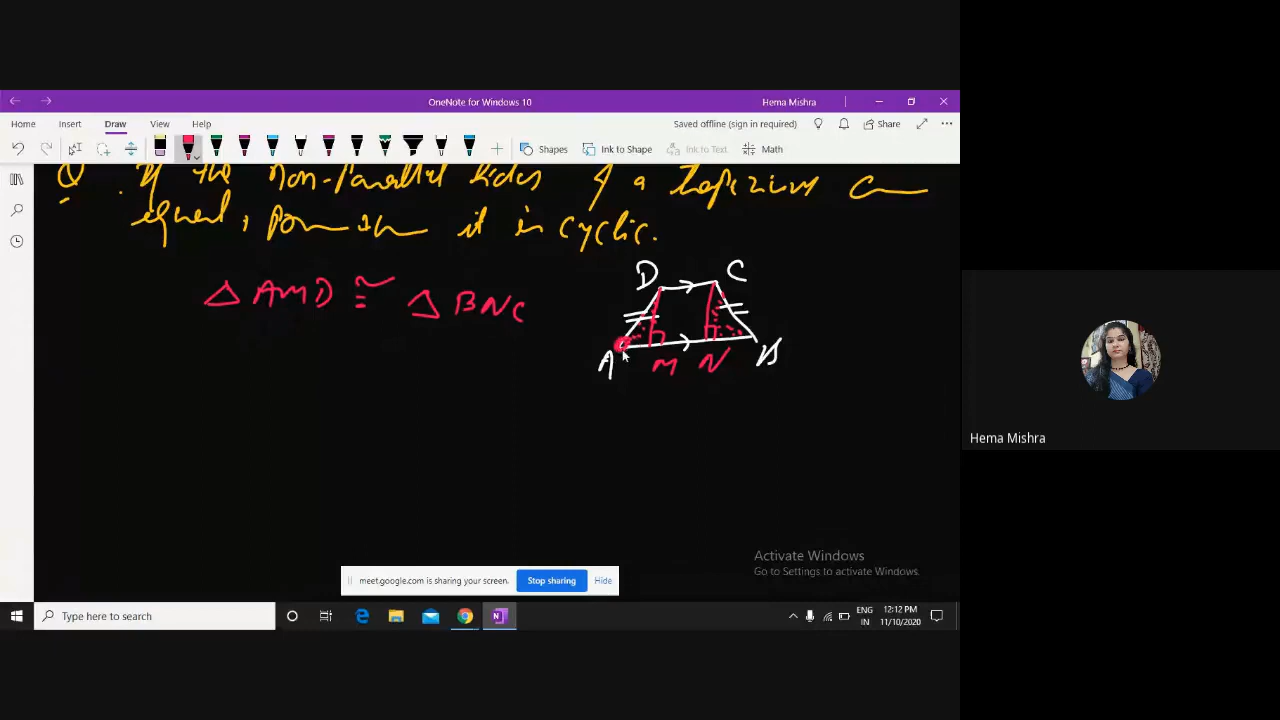 OneNote for Windows 10
Hema Mishra
Home Insert Draw View Help
Saved offline (sign in required) Share
Shapes Ink to Shape Ink to Text Math
Q. If the Non-Parallel sides of a trapezium
equal, it is cyclic.
△ AMD ≅ △ BNC
D C
A M N B
Hema Mishra
Activate Windows
Go to Settings to activate Windows.
meet.google.com is sharing your screen. Stop sharing Hide
Type here to search
ENG 12:12 PM
IN 11/10/2020